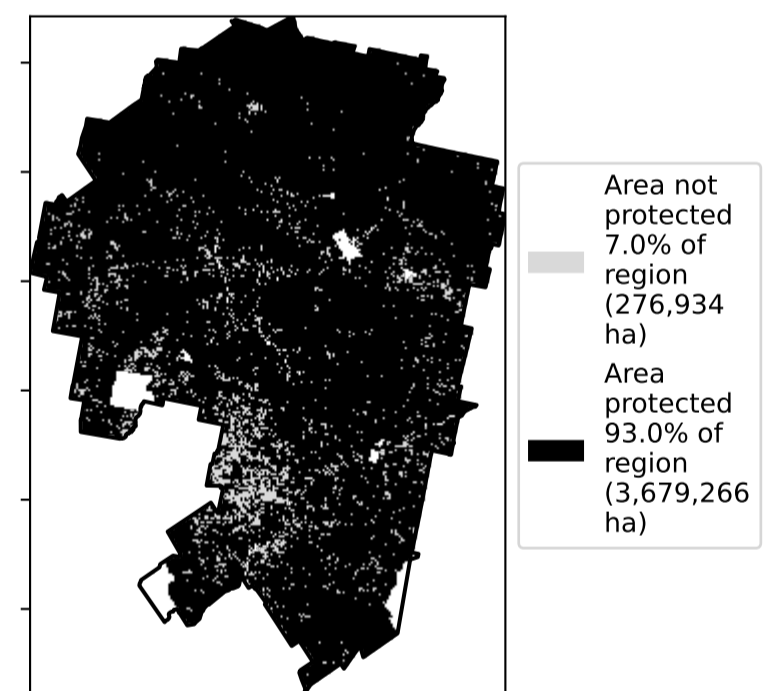 Area not
protected
7.0% of
region
(276,934
ha)
Area
protected
93.0% of
region
(3,679,266
ha)